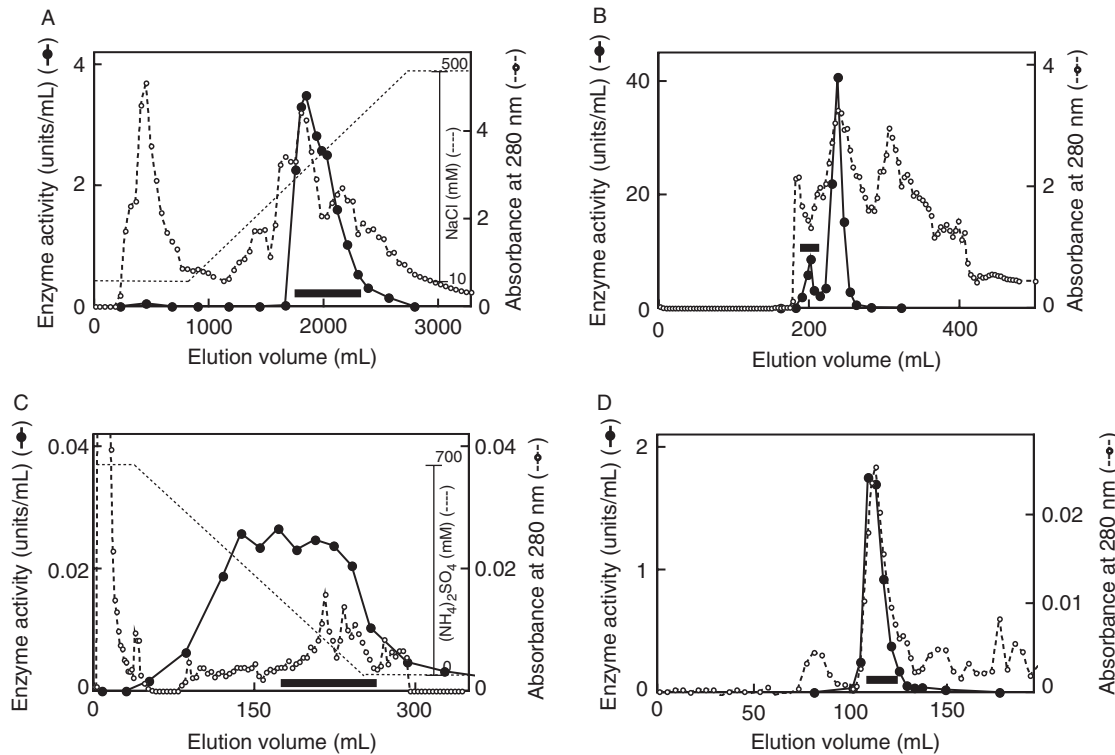 A
Enzyme activity (units/mL) (
)
4
2
0
0
1000
2000
3000
Elution volume (mL)
500
10
NaCl (mM) (----)
4
2
0
Absorbance at 280 nm (
)
B
Enzyme activity (units/mL) (
)
40
20
0
0
200
400
Elution volume (mL)
4
2
0
Absorbance at 280 nm (
)
C
Enzyme activity (units/mL) (
)
0.04
0.02
0
0
150
300
Elution volume (mL)
700
0
(NH4)2SO4 (mM) (----)
0.04
0.02
0
Absorbance at 280 nm (
)
D
Enzyme activity (units/mL) (
)
2
1
0
0
50
100
150
Elution volume (mL)
0.02
0.01
0
Absorbance at 280 nm (
)